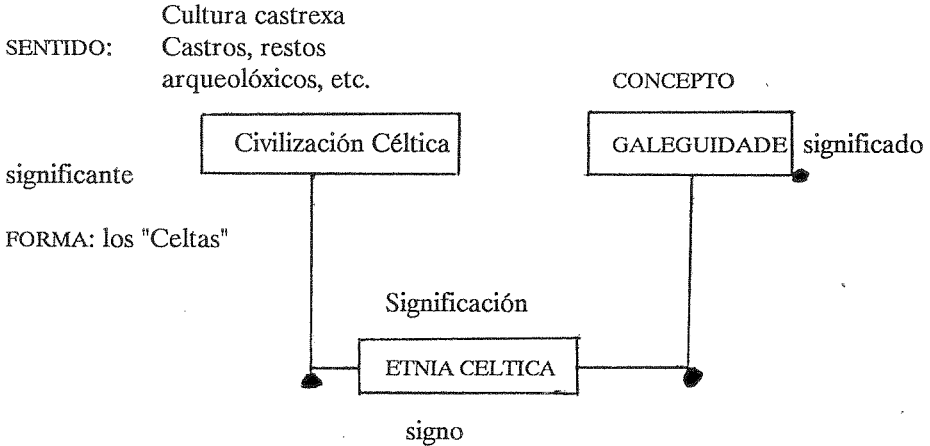 Cultura castrexa
SENTIDO: Castros, restos
arqueolóxicos, etc.
CONCEPTO
Civilización Céltica
GALEGUIDADE significado
significante
FORMA: los "Celtas"
Significación
ETNIA CELTICA
signo